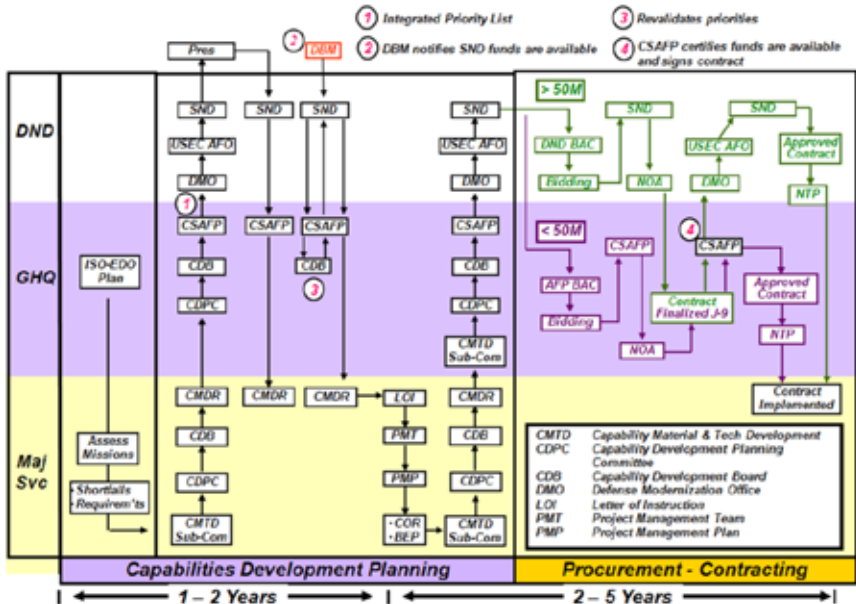 1 Integrated Priority List
3 Revalidates priorities
2 DBM notifies SND funds are available
4 CSAFP certifies funds are available
and signs contract
Pres
2
DBM
DND
SND
SND
SND
SND
> 50M
SND
SND
USEC AFO
USEC AFO
DND BAC
USEC AFO
Approved
Contract
DMO
DMO
Bidding
NOA
DMO
NTP
1
GHQ
CSAFP
CSAFP
CSAFP
CSAFP
< 50M
CSAFP
4
CSAFP
ISO-EDO
Plan
CDB
CDB
3
CDB
AFP BAC
Approved
Contract
CDPC
CDPC
Bidding
Contract
Finalized J-9
NTP
CMTD
Sub-Com
NOA
Maj
Svc
CMDR
CMDR
CMDR
LOI
CMDR
Contract
Implemented
Assess
Missions
CDB
PMT
CDB
· Shortfalls
· Requirem'ts
CDPC
PMP
CDPC
CMTD
Sub-Com
· COR
· BEP
CMTD
Sub-Com
CMTD Capability Material & Tech Development
CDPC Capability Development Planning
Committee
CDB Capability Development Board
DMO Defense Modernization Office
LOI Letter of Instruction
PMT Project Management Team
PMP Project Management Plan
Capabilities Development Planning
Procurement - Contracting
1 – 2 Years
2 – 5 Years